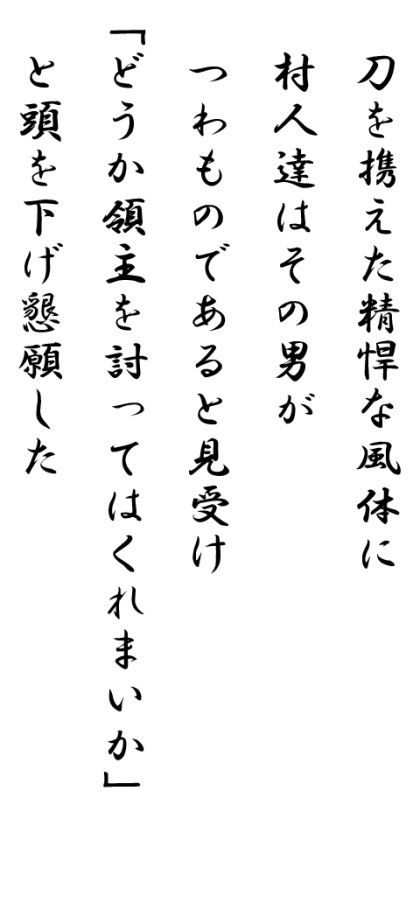 刀を携えた精悍な風体に
村人達はその男が
つわものであると見受け
「どうか領主を討ってはくれまいか」
と頭を下げ懇願した